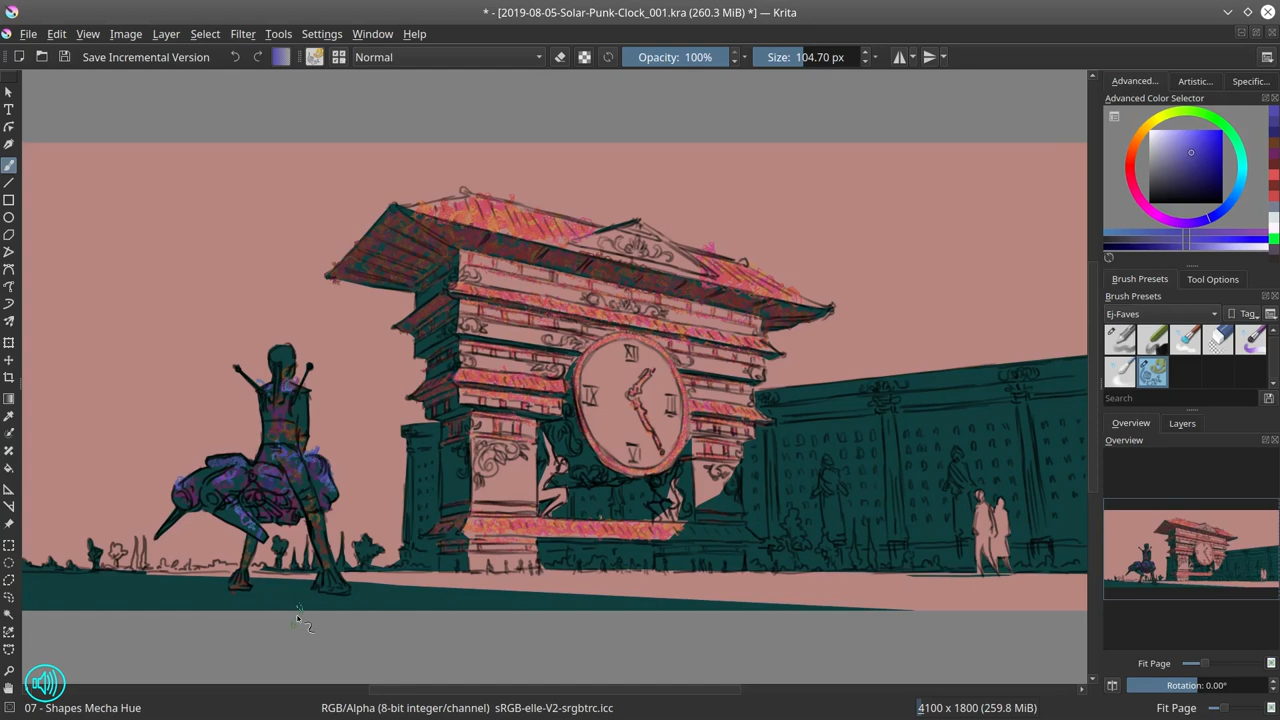 * - [2019-08-05-Solar-Punk-Clock_001.kra (260.3 MiB) *] — Krita
File Edit View Image Layer Select Filter Tools Settings Window Help
Save Incremental Version Normal Opacity: 100% Size: 104.70 px
Advanced... Artistic... Specific...
Advanced Color Selector
Brush Presets Tool Options
Brush Presets
Ej-Faves Tag
Search
Overview Layers
Overview
XII
IX
VI
Fit Page
Rotation: 0.00°
07 - Shapes Mecha Hue RGB/Alpha (8-bit integer/channel) sRGB-elle-V2-srgbtrc.icc 4100 x 1800 (259.8 MiB) Fit Page